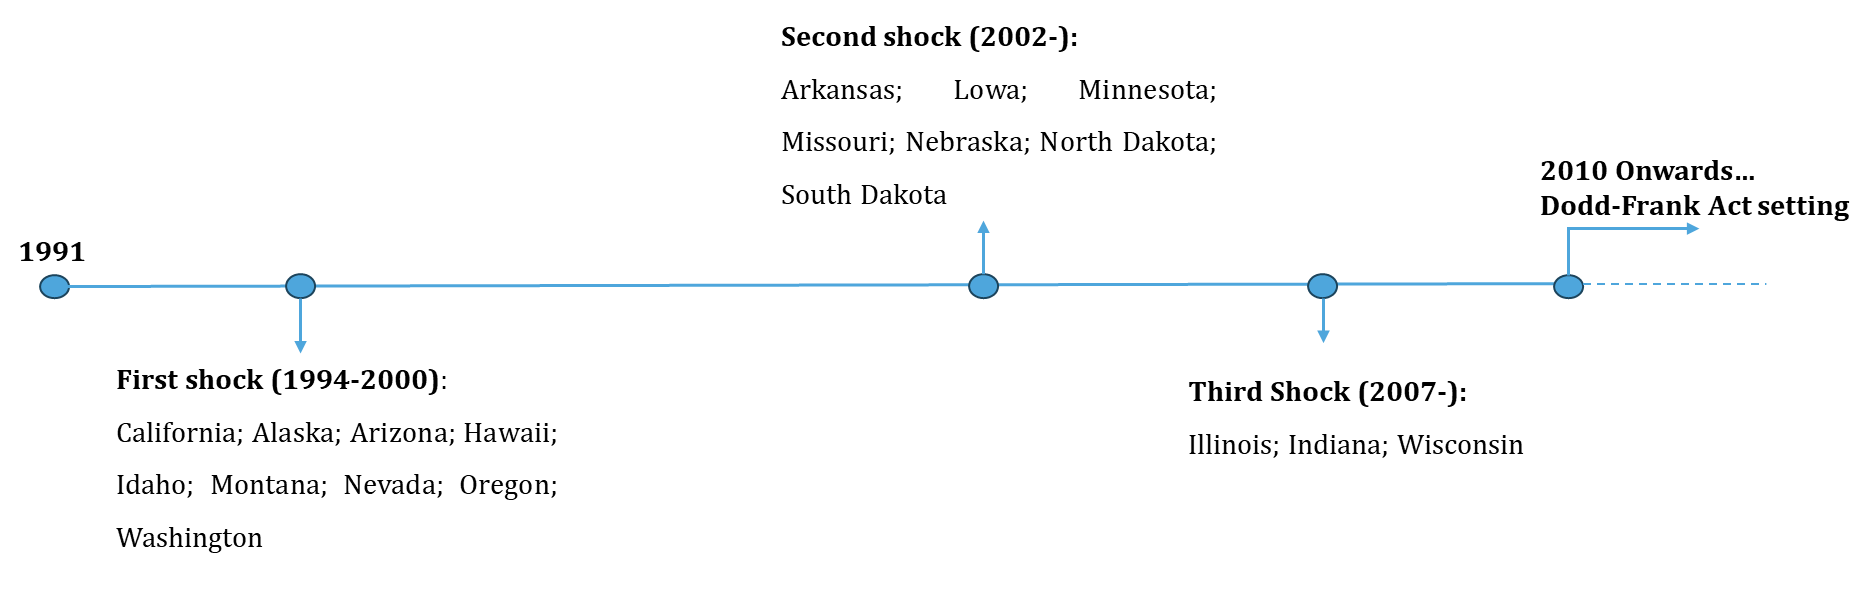 1991
First shock (1994-2000):
California; Alaska; Arizona; Hawaii;
Idaho; Montana; Nevada; Oregon;
Washington
Second shock (2002-):
Arkansas; Lowa; Minnesota;
Missouri; Nebraska; North Dakota;
South Dakota
Third Shock (2007-):
Illinois; Indiana; Wisconsin
2010 Onwards...
Dodd-Frank Act setting